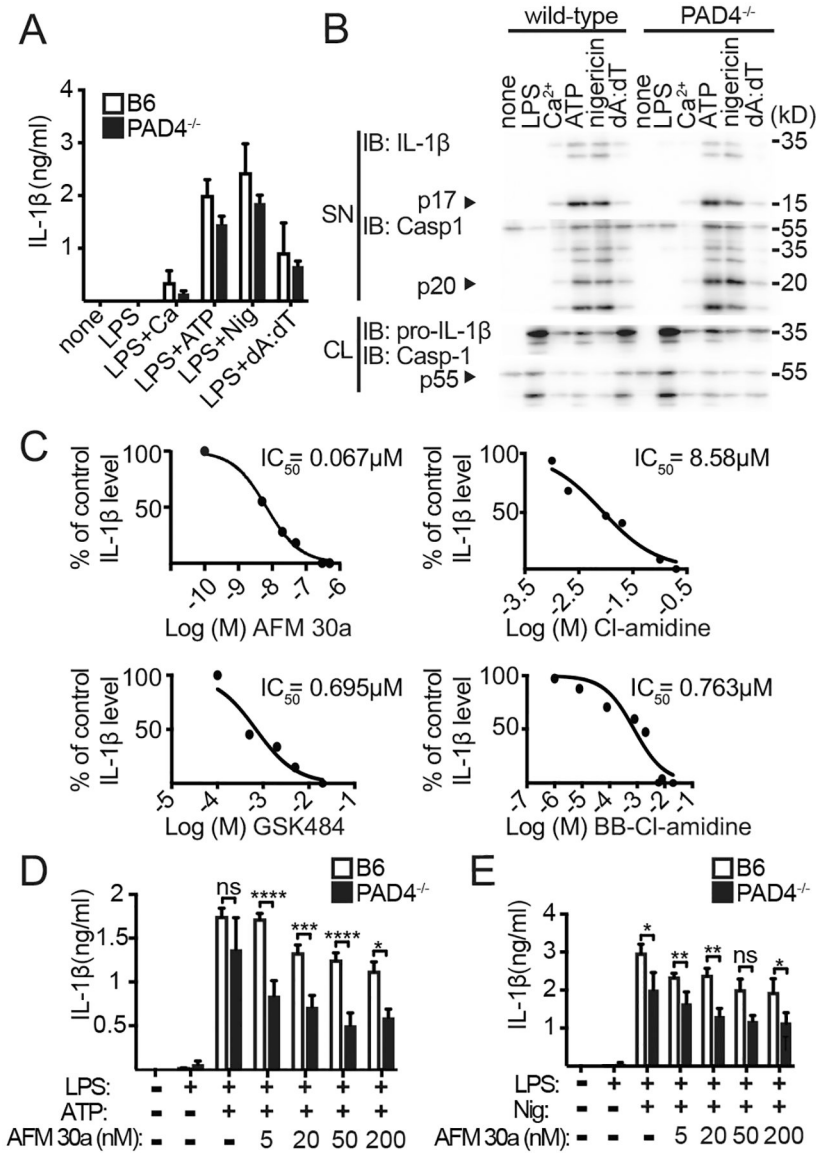 A
IL-1β (ng/ml)
4
3
2
1
B6
PAD4-/-
none
LPS
LPS+Ca
LPS+ATP
LPS+Nig
LPS+dA:dT
B
wild-type PAD4-/-
none LPS Ca2+ ATP nigericin dA:dT none LPS Ca2+ ATP nigericin dA:dT (kD)
SN
IB: IL-1β
-35
p17 ►
-15
IB: Casp1
-55
-35
p20 ►
-20
CL
IB: pro-IL-1β
-35
IB: Casp-1
p55 ►
-55
C
% of control
IL-1β level
100
50
IC50= 0.067µM
-10 -9 -8 -7 -6
Log (M) AFM 30a
% of control
IL-1β level
100
50
IC50= 8.58µM
-3.5 -2.5 -1.5 -0.5
Log (M) Cl-amidine
% of control
IL-1β level
100
50
IC50= 0.695µM
-5 -4 -3 -2 -1
Log (M) GSK484
% of control
IL-1β level
100
50
IC50= 0.763µM
-7 -6 -5 -4 -3 -2 -1
Log (M) BB-Cl-amidine
D
B6
PAD4-/-
IL-1β(ng/ml)
2
1.5
1
0.5
ns **** *** **** *
LPS: - + + + + + +
ATP: - - + + + + +
AFM 30a (nM): - - - 5 20 50 200
E
B6
PAD4-/-
IL-1β(ng/ml)
4
3
2
1
* ** ** ns *
LPS: - + + + + + +
Nig: - - + + + + +
AFM 30a (nM): - - - 5 20 50 200